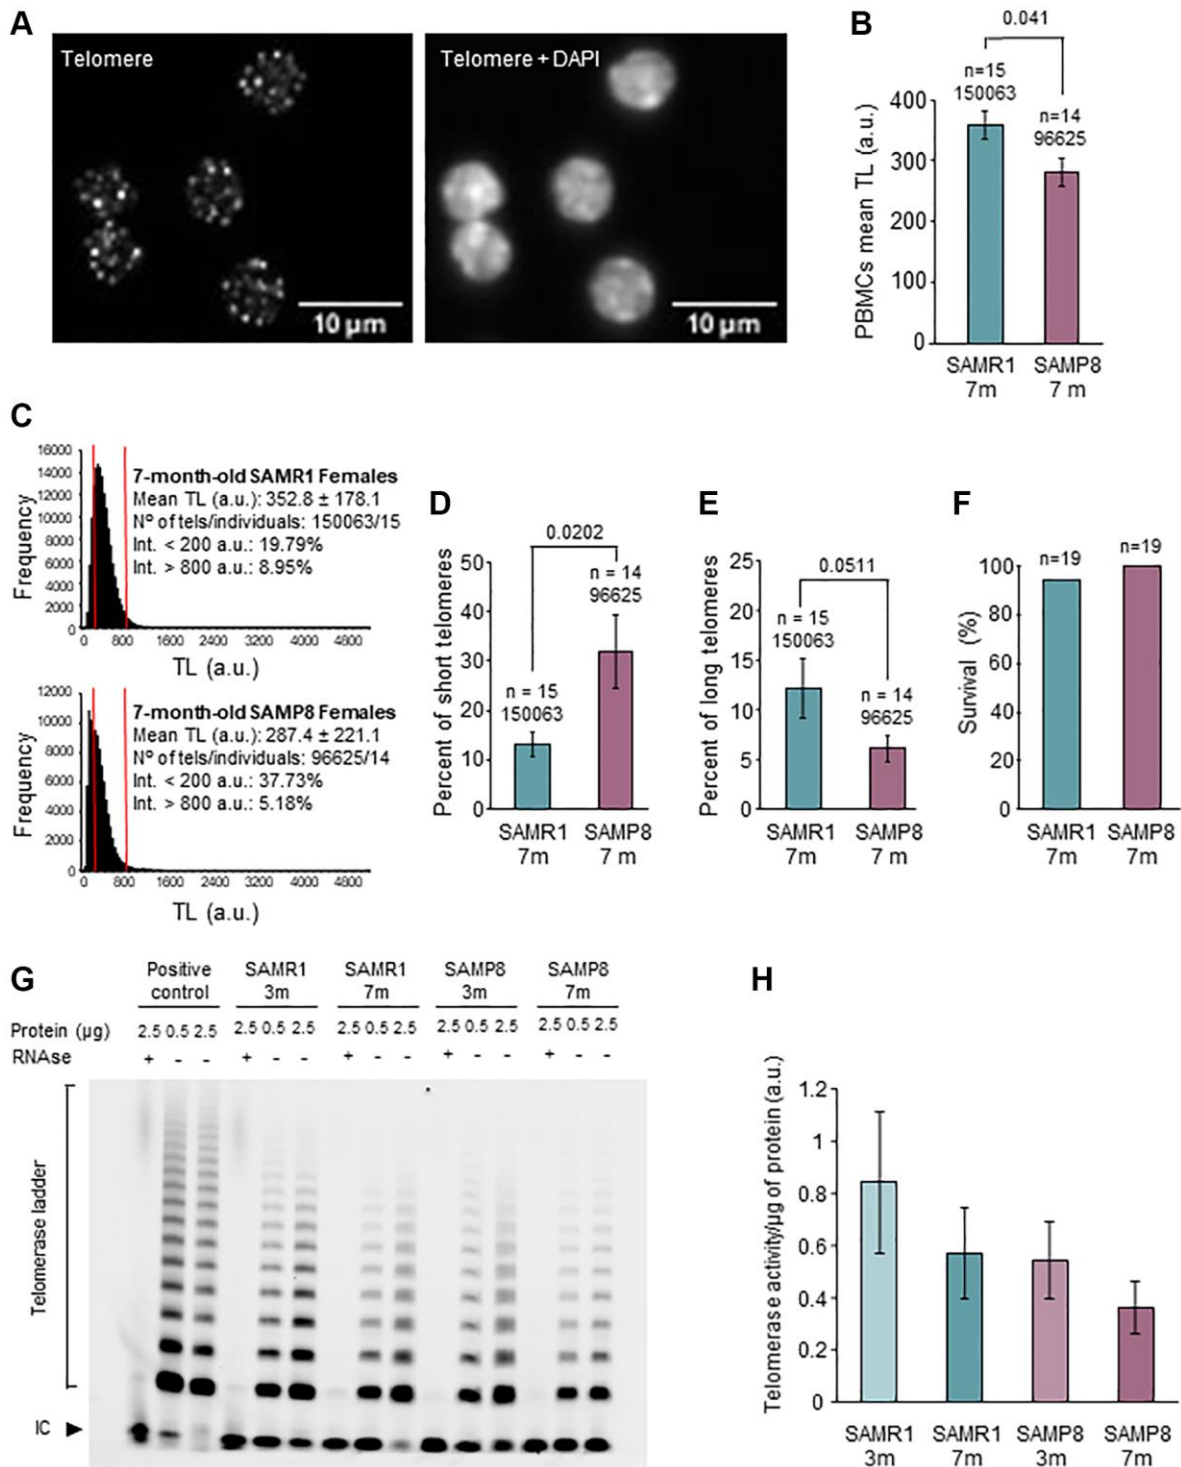 A
Telomere
10 µm
Telomere + DAPI
10 µm
B
0.041
n=15
150063
n=14
96625
PBMCs mean TL (a.u.)
400
300
200
100
0
SAMR1
7m
SAMP8
7 m
C
Frequency
16000
14000
12000
10000
8000
6000
4000
2000
0
7-month-old SAMR1 Females
Mean TL (a.u.): 352.8 ± 178.1
Nº of tels/individuals: 150063/15
Int. < 200 a.u.: 19.79%
Int. > 800 a.u.: 8.95%
0 800 1600 2400 3200 4000 4800
TL (a.u.)
Frequency
12000
10000
8000
6000
4000
2000
0
7-month-old SAMP8 Females
Mean TL (a.u.): 287.4 ± 221.1
Nº of tels/individuals: 96625/14
Int. < 200 a.u.: 37.73%
Int. > 800 a.u.: 5.18%
0 800 1600 2400 3200 4000 4800
TL (a.u.)
D
0.0202
Percent of short telomeres
50
40
30
20
10
0
n = 15
150063
n = 14
96625
SAMR1
7m
SAMP8
7 m
E
0.0511
Percent of long telomeres
25
20
15
10
5
0
n = 15
150063
n = 14
96625
SAMR1
7m
SAMP8
7 m
F
Survival (%)
100
80
60
40
20
0
n=19
n=19
SAMR1
7m
SAMP8
7m
G
Positive
control
SAMR1
3m
SAMR1
7m
SAMP8
3m
SAMP8
7m
Protein (µg) 2.5 0.5 2.5 2.5 0.5 2.5 2.5 0.5 2.5 2.5 0.5 2.5 2.5 0.5 2.5
RNAse + - - + - - + - - + - - + - -
Telomerase ladder
IC
H
Telomerase activity/µg of protein (a.u.)
1.2
1
0.8
0.6
0.4
0.2
0
SAMR1
3m
SAMR1
7m
SAMP8
3m
SAMP8
7m